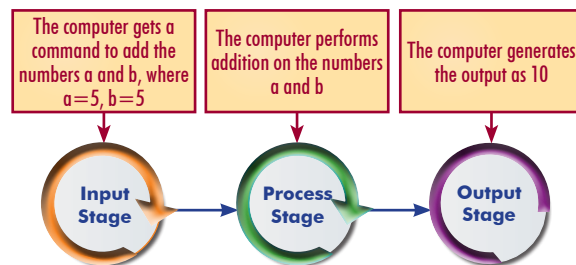 The computer gets a
command to add the
numbers a and b, where
a=5, b=5
The computer performs
addition on the numbers
a and b
The computer generates
the output as 10
Input
Stage
Process
Stage
Output
Stage